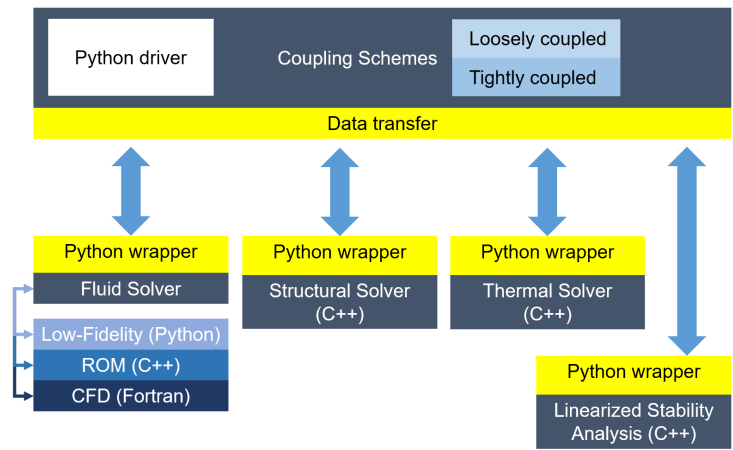 Python driver
Coupling Schemes
Loosely coupled
Tightly coupled
Data transfer
Python wrapper
Fluid Solver
Low-Fidelity (Python)
ROM (C++)
CFD (Fortran)
Python wrapper
Structural Solver
(C++)
Python wrapper
Thermal Solver
(C++)
Python wrapper
Linearized Stability
Analysis (C++)